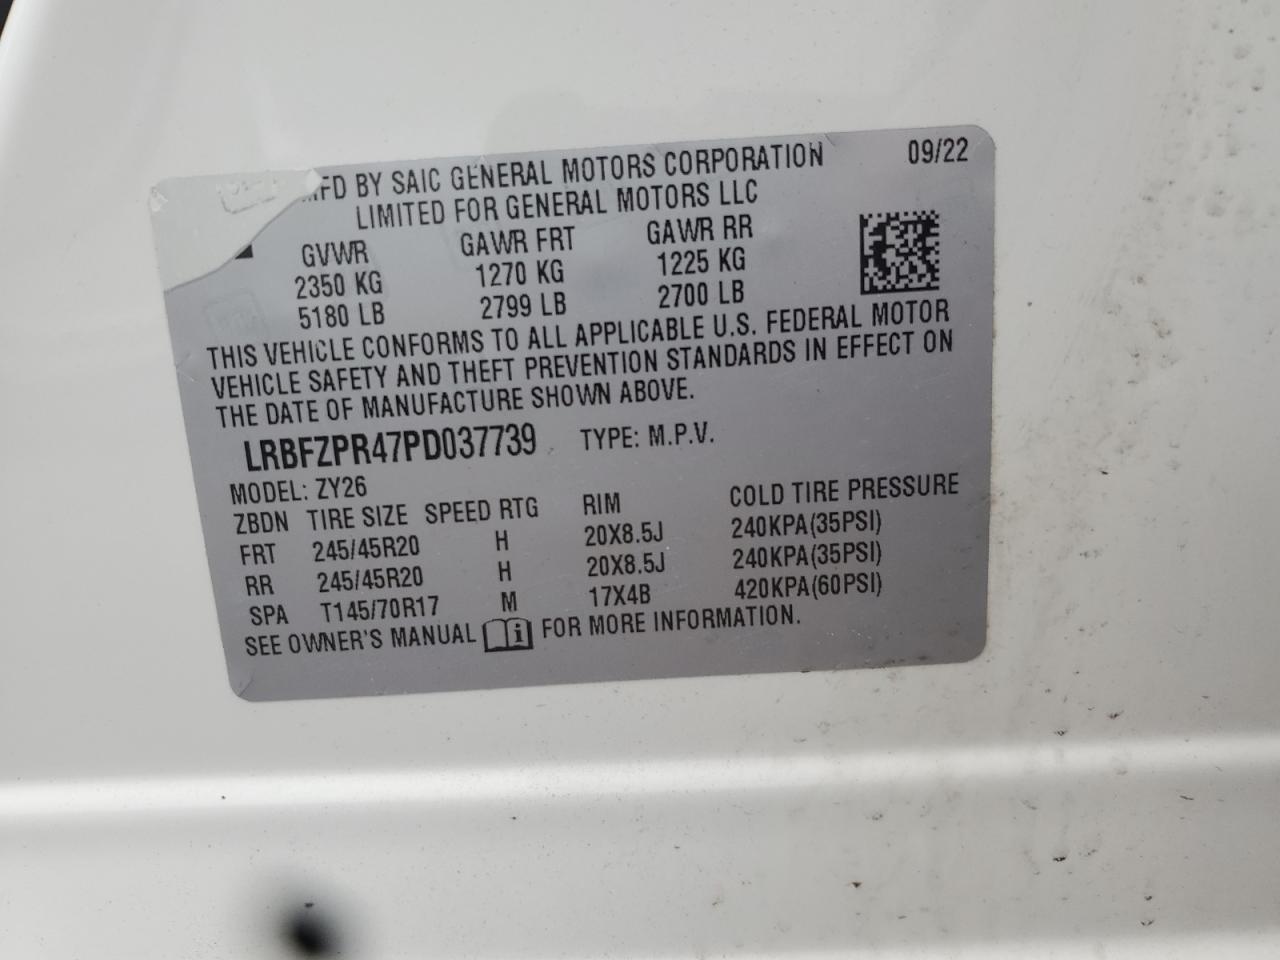 MFD BY SAIC GENERAL MOTORS CORPORATION 09/22
LIMITED FOR GENERAL MOTORS LLC
GVWR GAWR FRT GAWR RR
2350 KG 1270 KG 1225 KG
5180 LB 2799 LB 2700 LB
THIS VEHICLE CONFORMS TO ALL APPLICABLE U.S. FEDERAL MOTOR
VEHICLE SAFETY AND THEFT PREVENTION STANDARDS IN EFFECT ON
THE DATE OF MANUFACTURE SHOWN ABOVE.
LRBFZPR47PD037739 TYPE: M.P.V.
MODEL: ZY26
ZBDN TIRE SIZE SPEED RTG RIM COLD TIRE PRESSURE
FRT 245/45R20 H 20X8.5J 240KPA(35PSI)
RR 245/45R20 H 20X8.5J 240KPA(35PSI)
SPA T145/70R17 M 17X4B 420KPA(60PSI)
SEE OWNER'S MANUAL i FOR MORE INFORMATION.